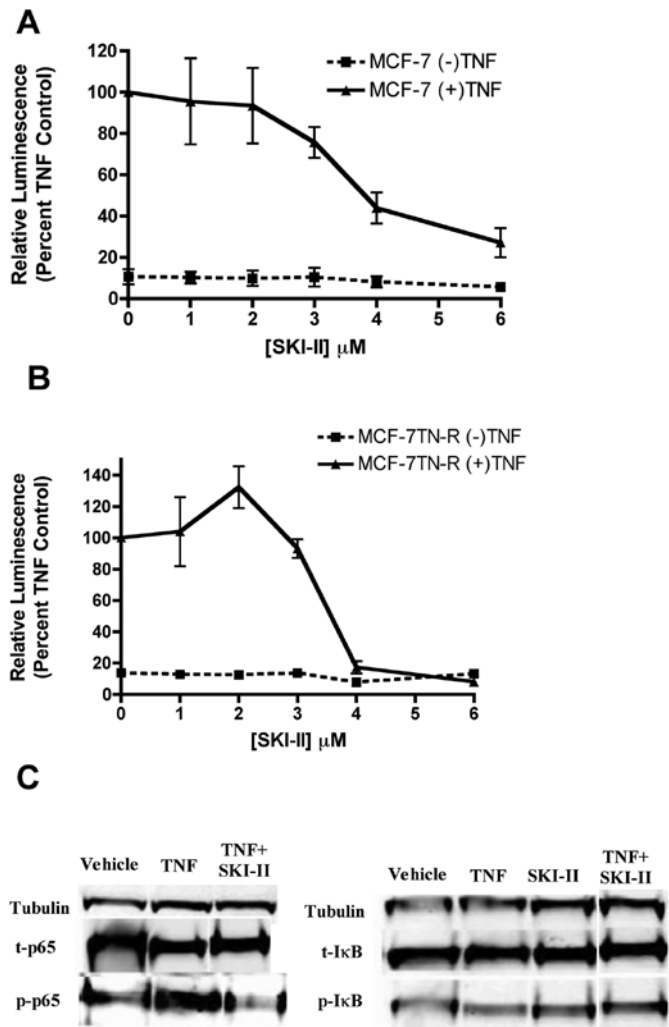 A
MCF-7 (-)TNF
MCF-7 (+)TNF
Relative Luminescence
(Percent TNF Control)
120
100
80
60
40
20
0
0 1 2 3 4 5 6
[SKI-II] μM
B
MCF-7TN-R (-)TNF
MCF-7TN-R (+)TNF
Relative Luminescence
(Percent TNF Control)
140
120
100
80
60
40
20
0
0 1 2 3 4 5 6
[SKI-II] μM
C
Vehicle TNF TNF+ SKI-II
Tubulin
t-p65
p-p65
Vehicle TNF SKI-II TNF+ SKI-II
Tubulin
t-IκB
p-IκB